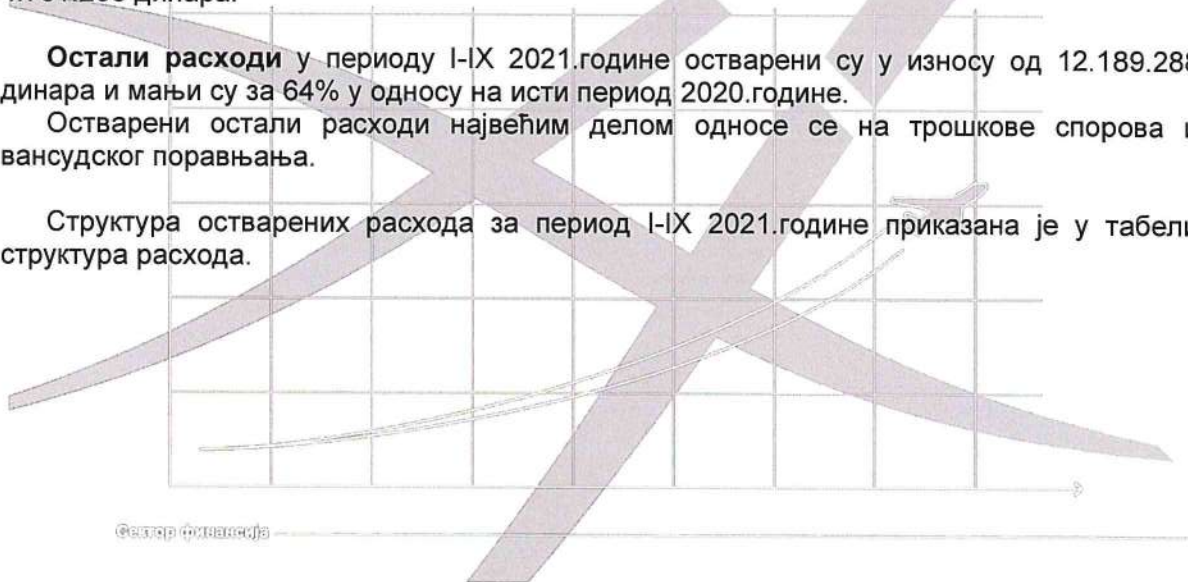 Остали расходи у периоду I-IX 2021.године остварени су у износу од 12.189.288
динара и мањи су за 64% у односу на исти период 2020.године.
Остварени остали расходи највећим делом односе се на трошкове спорова и
вансудског поравњања.
Структура остварених расхода за период I-IX 2021.године приказана је у табели
структура расхода.
Сектор финансија